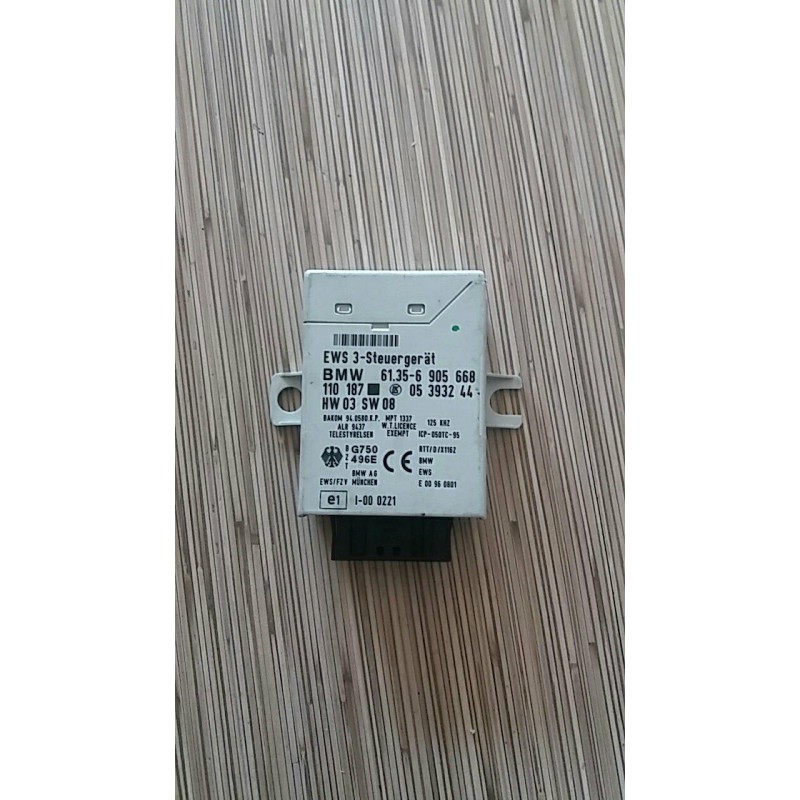 EWS 3-Steuergerät
BMW 61.35-6 905 668
110 187 05 3932 44
HW 03 SW 08
BAKOM 94.0580.K.P. MPT 1337 125 KHZ
ALR 9437 W.T.LICENCE
TELESTYRELSEN EXEMPT ICP-050TC-95
BZT G750 496E CE RTT/D/X1162
BMW
BMW AG EWS
EWS/FZV MÜNCHEN E 00 96 0801
e1 I-00 0221